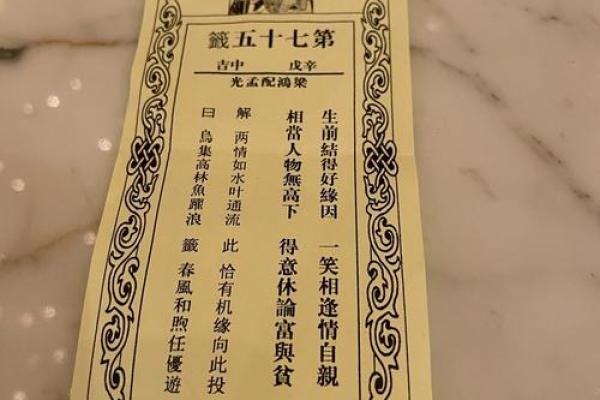 第七十五籤
辛戊 中吉
梁鴻配孟光
生前結得好緣因 一笑相逢情自親
相當人物無高下 得意休論富與貧
解 两情如水叶通流 此 恰有机缘向此投
曰 鳥集高林魚躍浪 籤 春風和煦任優遊